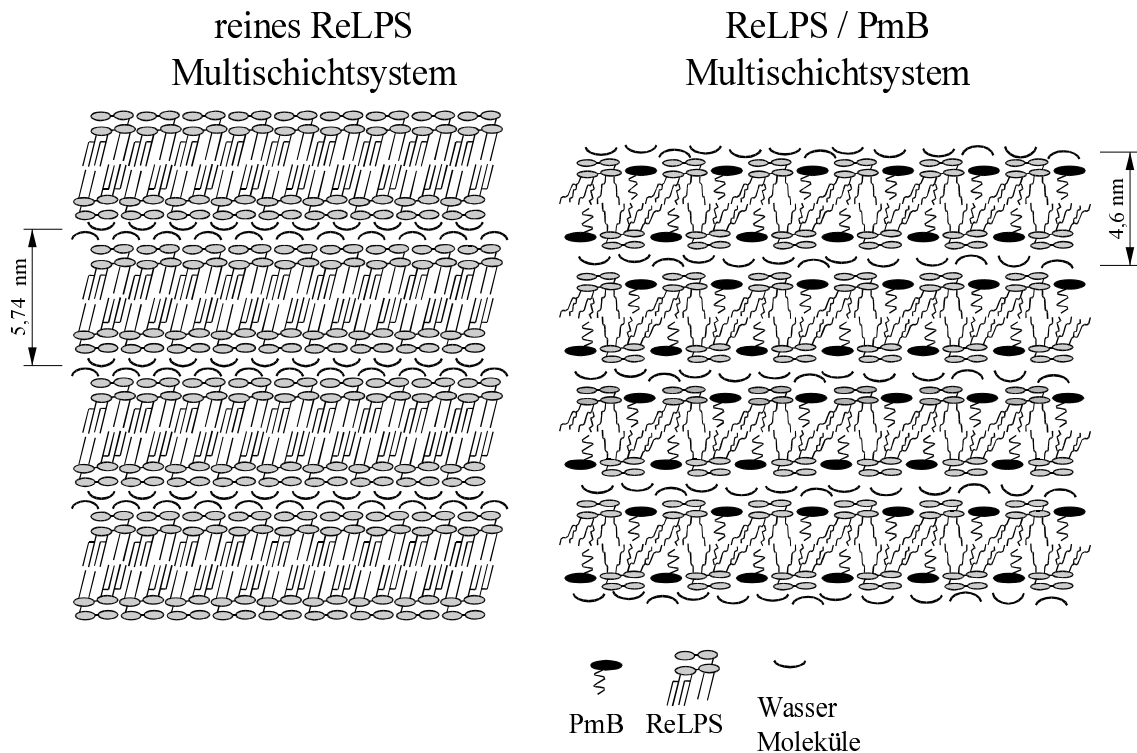 reines ReLPS
Multischichtsystem
ReLPS / PmB
Multischichtsystem
5,74 nm
4,6 nm
PmB
ReLPS
Wasser
Moleküle